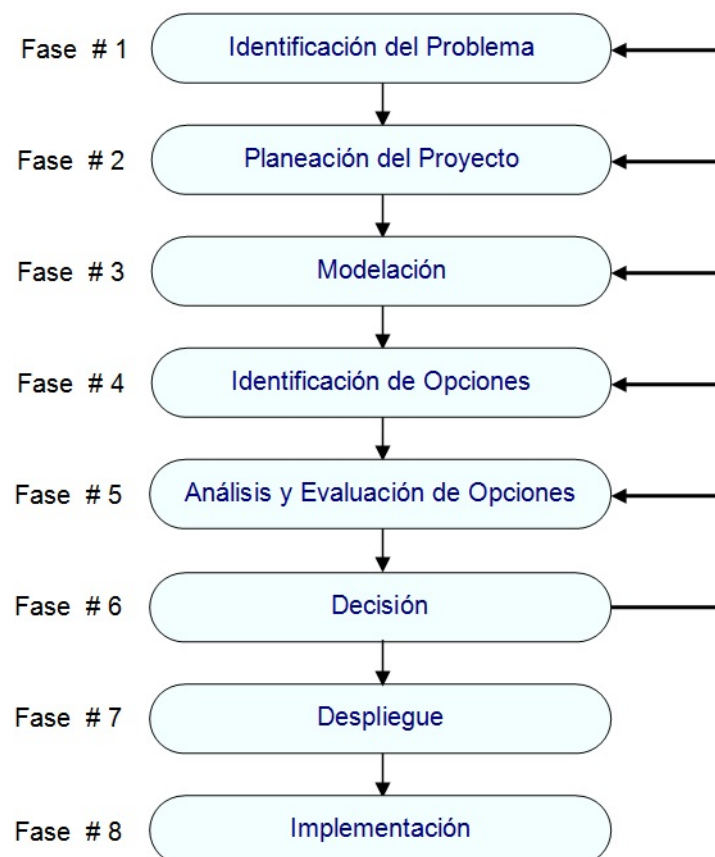 Fase # 1 Identificación del Problema
Fase # 2 Planeación del Proyecto
Fase # 3 Modelación
Fase # 4 Identificación de Opciones
Fase # 5 Análisis y Evaluación de Opciones
Fase # 6 Decisión
Fase # 7 Despliegue
Fase # 8 Implementación